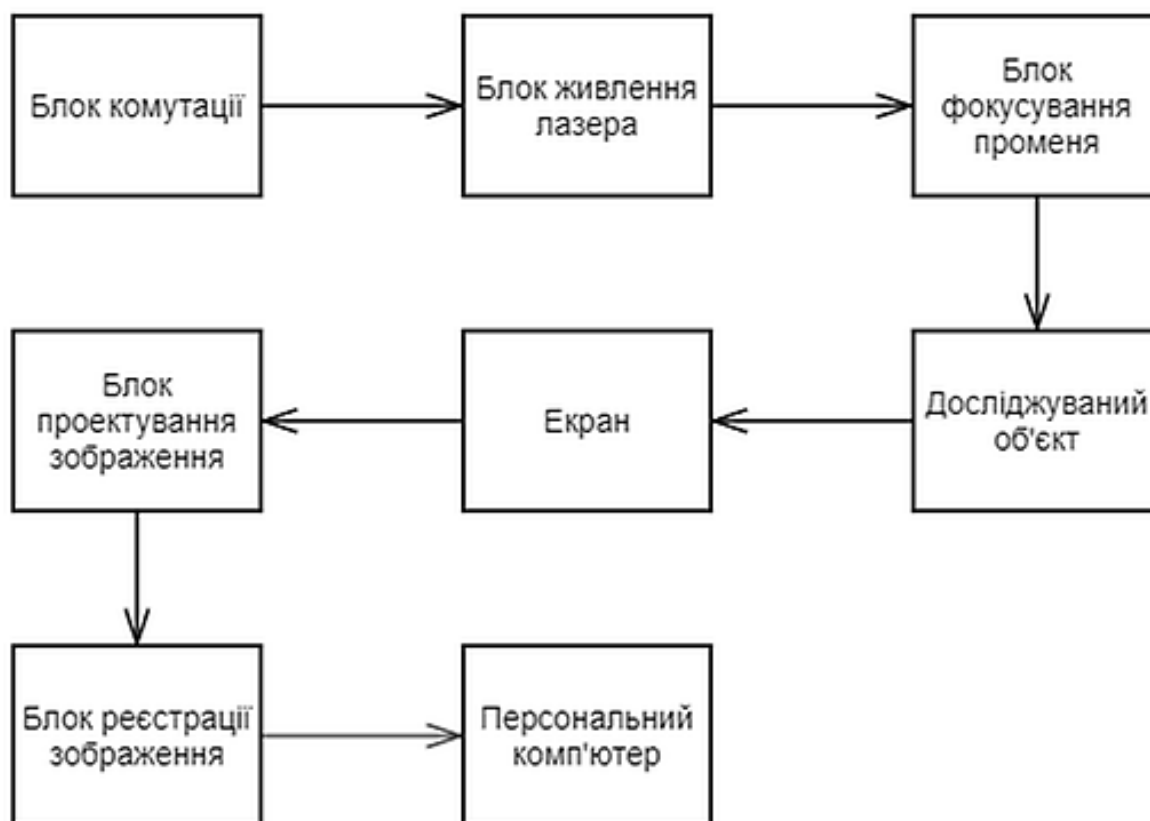 Блок комутації
Блок живлення
лазера
Блок
фокусування
променя
Блок
проектування
зображення
Екран
Досліджуваний
об'єкт
Блок реєстрації
зображення
Персональний
комп'ютер